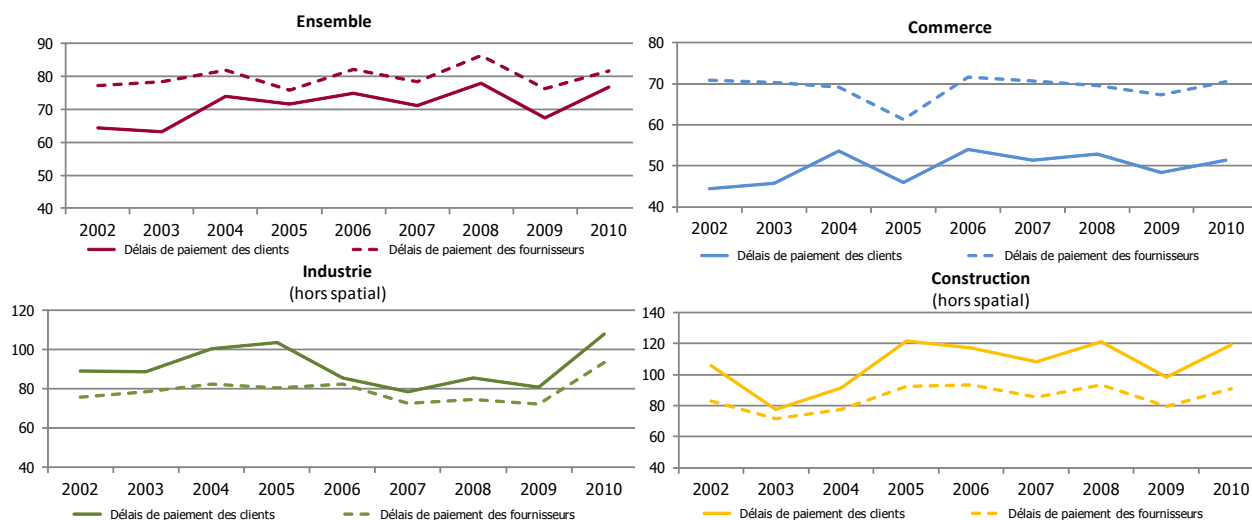 Ensemble
90
80
70
60
50
40
2002 2003 2004 2005 2006 2007 2008 2009 2010
Délais de paiement des clients Délais de paiement des fournisseurs
Commerce
80
70
60
50
40
2002 2003 2004 2005 2006 2007 2008 2009 2010
Délais de paiement des clients Délais de paiement des fournisseurs
Industrie
(hors spatial)
120
100
80
60
40
2002 2003 2004 2005 2006 2007 2008 2009 2010
Délais de paiement des clients Délais de paiement des fournisseurs
Construction
(hors spatial)
140
120
100
80
60
40
2002 2003 2004 2005 2006 2007 2008 2009 2010
Délais de paiement des clients Délais de paiement des fournisseurs